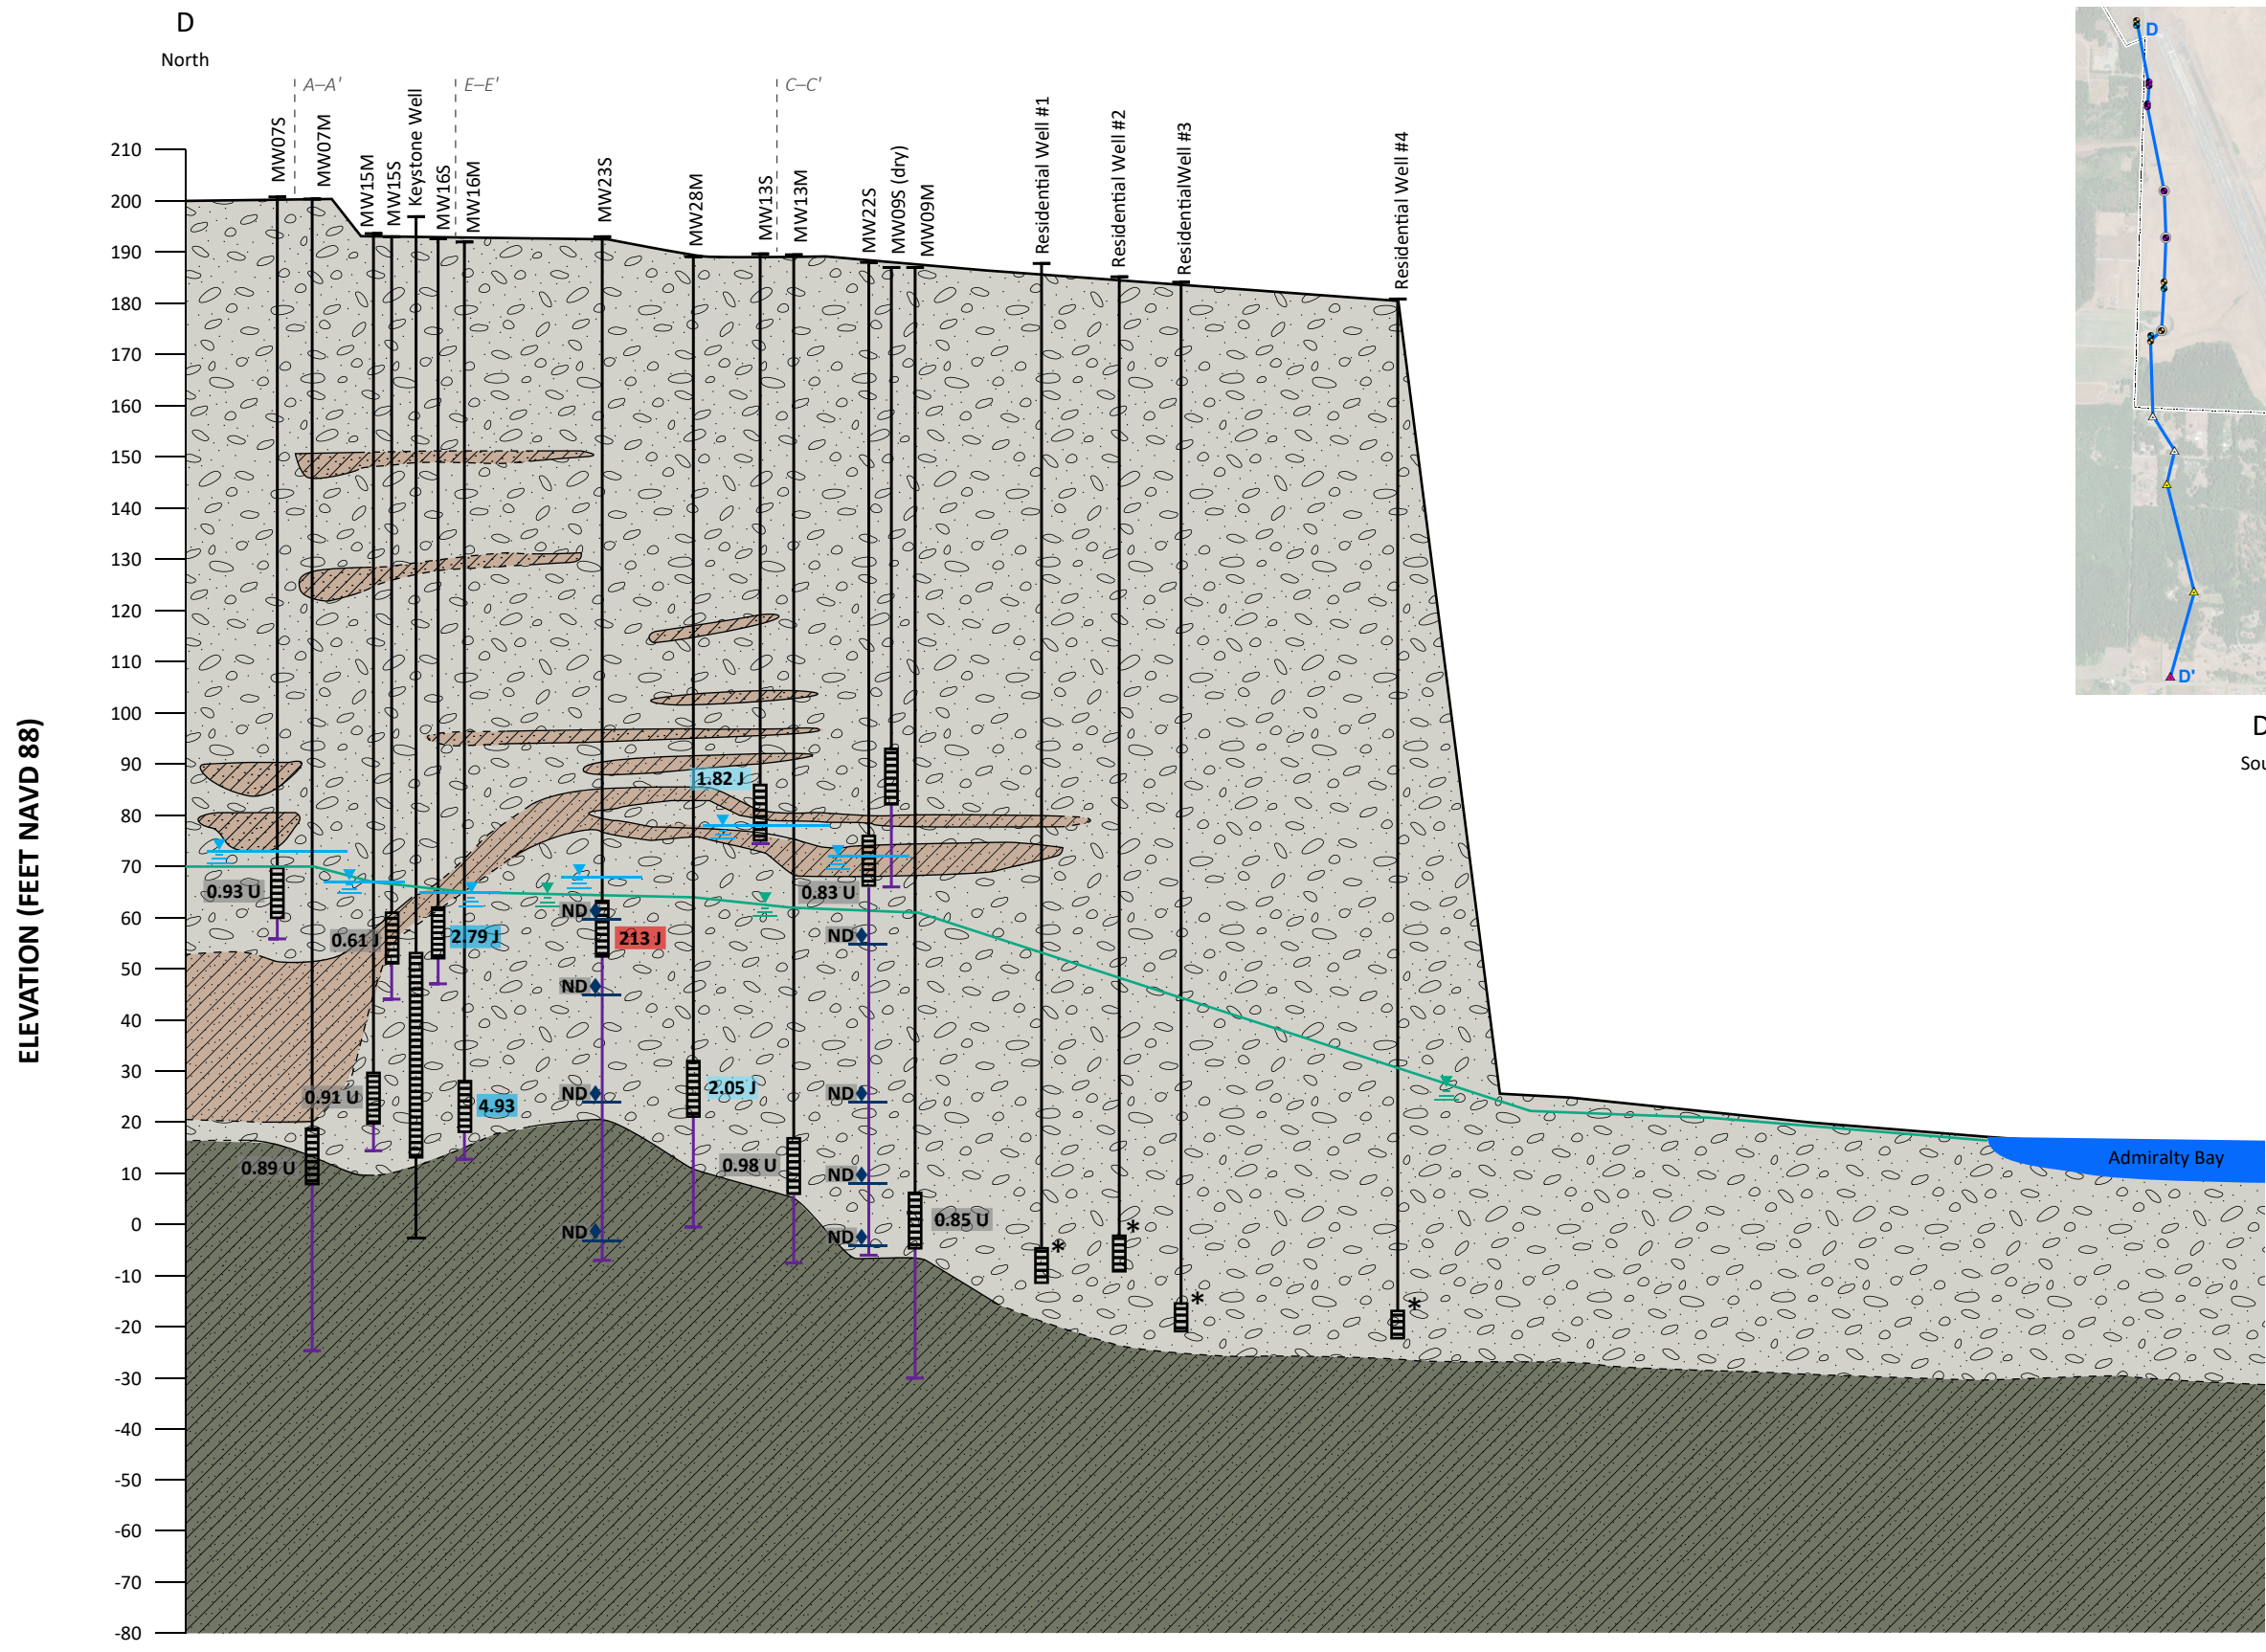 D
North
A–A'
E–E'
C–C'
MW07S
MW07M
MW15M
MW15S
Keystone Well
MW16S
MW16M
MW23S
MW28M
MW13S
MW13M
MW22S
MW09S (dry)
MW09M
Residential Well #1
Residential Well #2
ResidentialWell #3
Residential Well #4
D
D'
D
Sou
ELEVATION (FEET NAVD 88)
210
200
190
180
170
160
150
140
130
120
110
100
90
80
70
60
50
40
30
20
10
0
-10
-20
-30
-40
-50
-60
-70
-80
1.82 J
0.93 U
0.83 U
ND
0.61 J
2.79 J
213 J
ND
ND
0.91 U
4.93
ND
2.05 J
ND
0.89 U
0.98 U
ND
0.85 U
ND
ND
*
*
*
*
Admiralty Bay